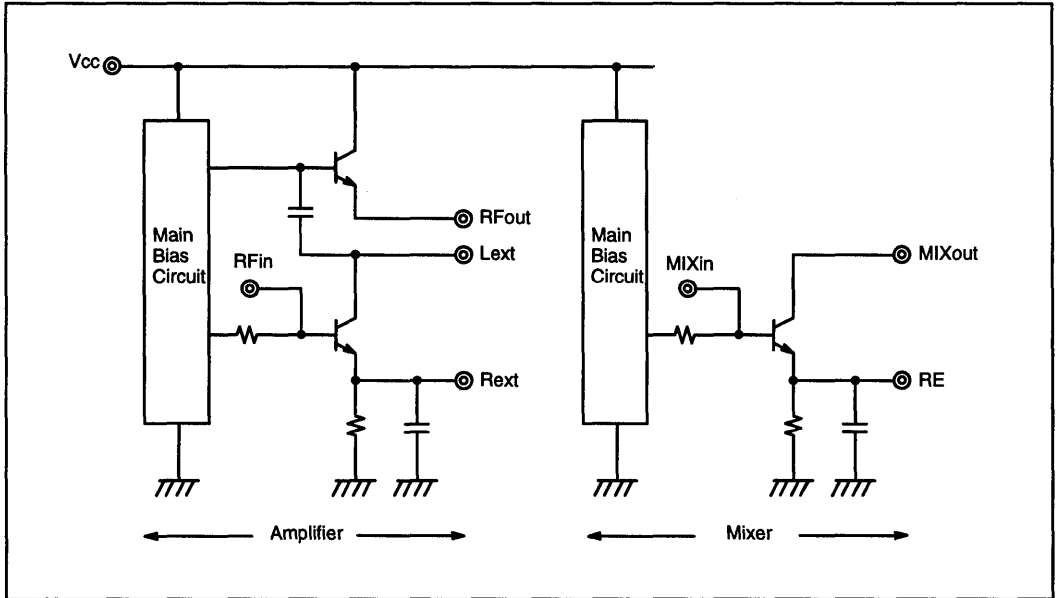 Vcc
Main
Bias
Circuit
RFin
RFout
Lext
Rext
Amplifier
Main
Bias
Circuit
MIXin
MIXout
RE
Mixer